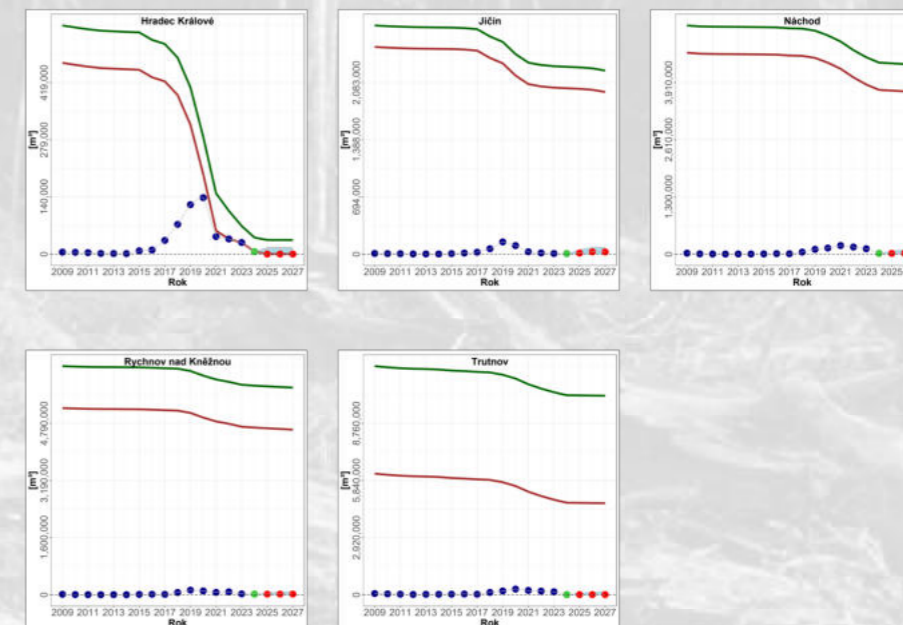 Hradec Králové
[m³]
419,000
279,000
140,000
0
2009 2011 2013 2015 2017 2019 2021 2023 2025 2027
Rok
Jičín
[m³]
2,083,000
1,388,000
694,000
0
2009 2011 2013 2015 2017 2019 2021 2023 2025 2027
Rok
Náchod
[m³]
3,910,000
2,610,000
1,300,000
0
2009 2011 2013 2015 2017 2019 2021 2023 2025
Rok
Rychnov nad Kněžnou
[m³]
4,790,000
3,190,000
1,600,000
0
2009 2011 2013 2015 2017 2019 2021 2023 2025 2027
Rok
Trutnov
[m³]
8,760,000
5,840,000
2,920,000
0
2009 2011 2013 2015 2017 2019 2021 2023 2025 2027
Rok